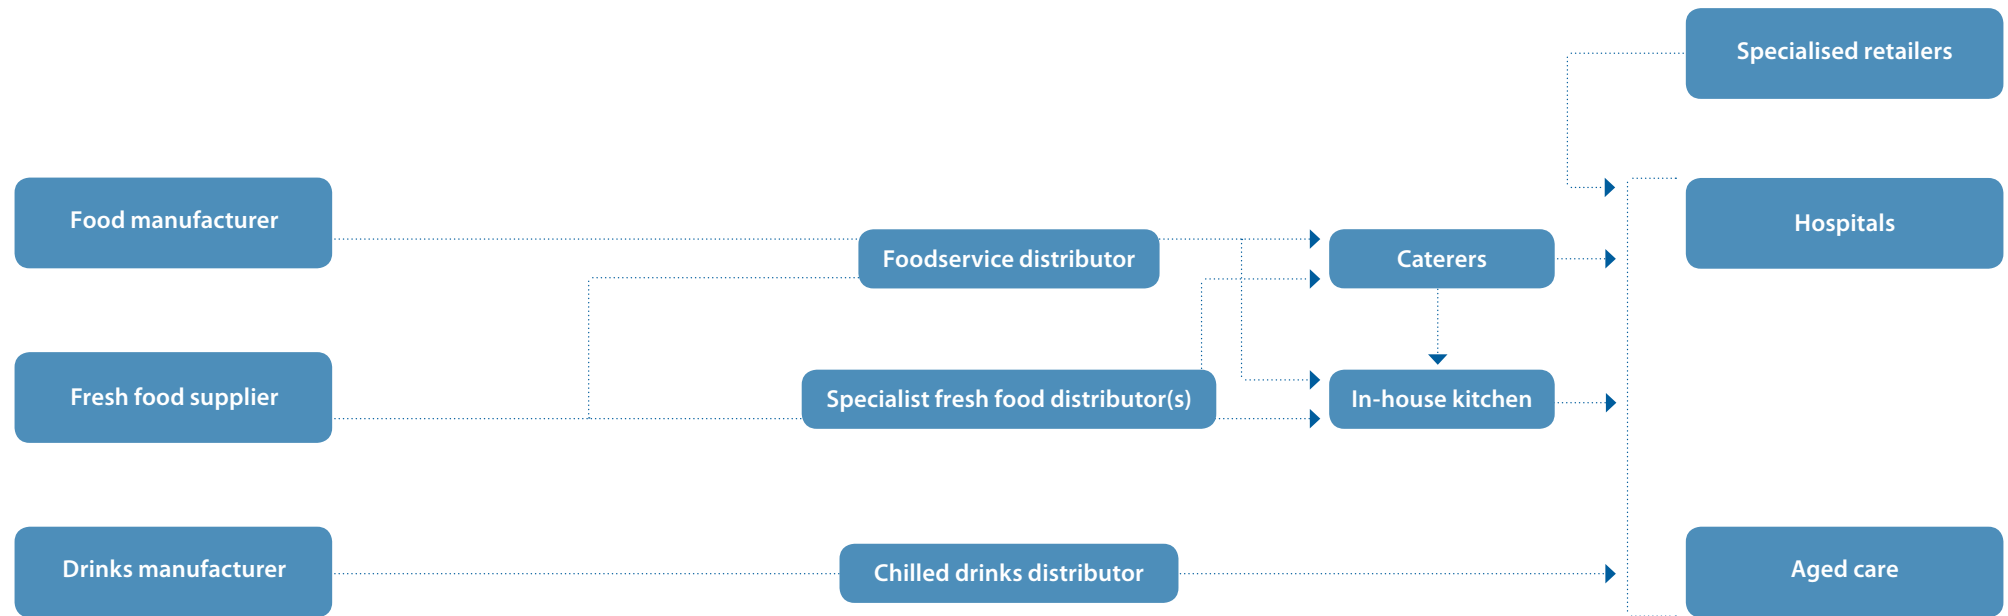 Specialised retailers
Food manufacturer
Hospitals
Foodservice distributor
Caterers
Fresh food supplier
Specialist fresh food distributor(s)
In-house kitchen
Drinks manufacturer
Chilled drinks distributor
Aged care